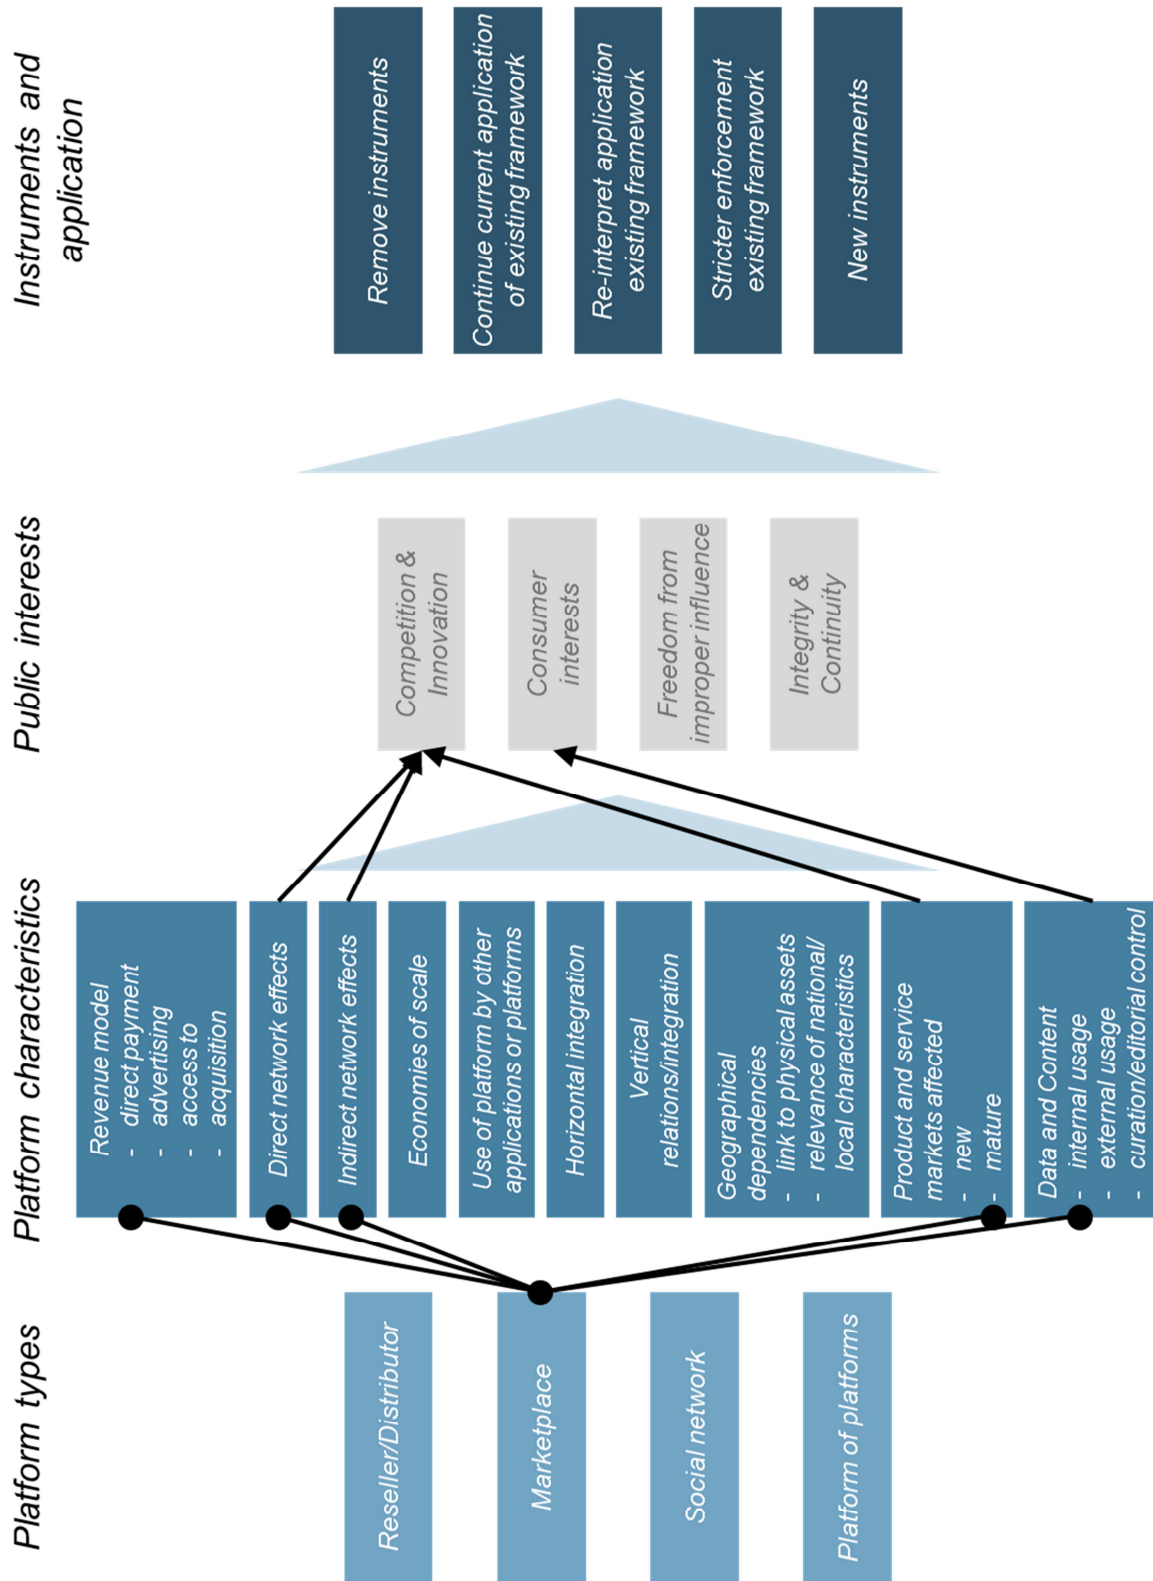 Platform types
Reseller/Distributor
Marketplace
Social network
Platform of platforms
Platform characteristics
Revenue model
- direct payment
- advertising
- access to
- acquisition
Direct network effects
Indirect network effects
Economies of scale
Use of platform by other
applications or platforms
Horizontal integration
Vertical
relations/integration
Geographical
dependencies
- link to physical assets
- relevance of national/
local characteristics
Product and service
markets affected
- new
- mature
Data and Content
- internal usage
- external usage
- curation/editorial control
Public interests
Competition &
Innovation
Consumer
interests
Freedom from
improper influence
Integrity &
Continuity
Instruments and
application
Remove instruments
Continue current application
of existing framework
Re-interpret application
existing framework
Stricter enforcement
existing framework
New instruments